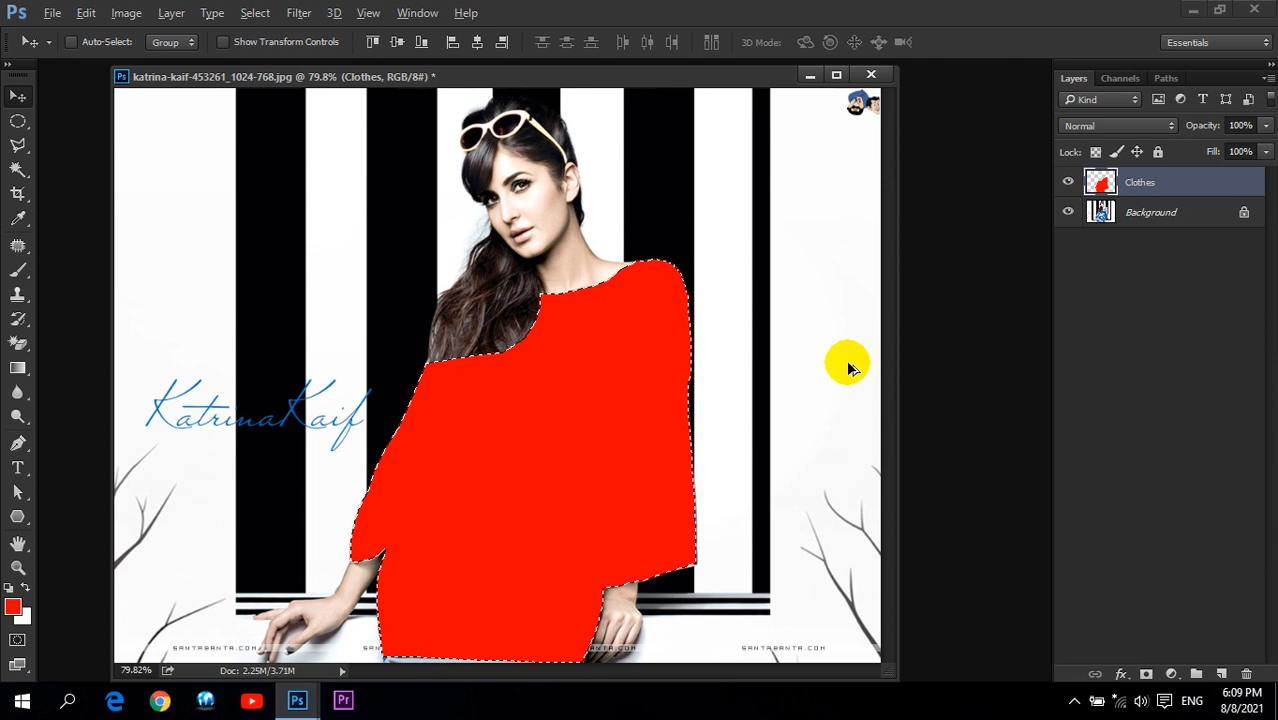 Ps File Edit Image Layer Type Select Filter 3D View Window Help
Auto-Select: Group Show Transform Controls 3D Mode: Essentials
Ps katrina-kaif-453261_1024-768.jpg @ 79.8% (Clothes, RGB/8#) *
Layers Channels Paths
Kind
Normal Opacity: 100%
Lock: Fill: 100%
Clothes
Background
KatrinaKaif
SANTABANTA.COM SANTABANTA.COM
79.82% Doc: 2.25M/3.71M
Ps Pr ENG 6:09 PM
8/8/2021